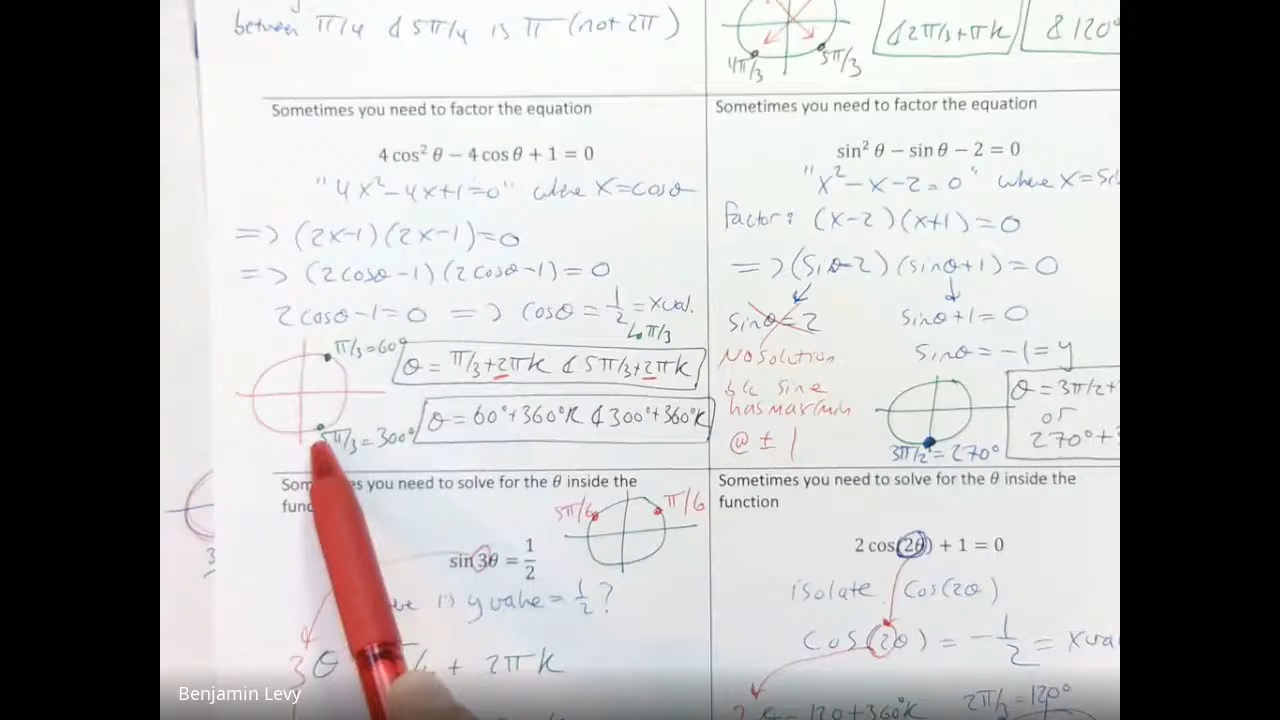 between π/4 & 5π/4 is π (not 2π)
4π/3
5π/3
& 2π/3+πk
& 120°
Sometimes you need to factor the equation
4 cos² θ − 4 cos θ + 1 = 0
"4x²−4x+1=0" where x=cosθ
=> (2x−1)(2x−1)=0
=> (2cosθ−1)(2cosθ−1)=0
2cosθ−1=0 => cosθ = 1/2 = xval.
↳π/3
π/3=60°
θ = π/3+2πk & 5π/3+2πk
θ = 60°+360°k & 300°+360°k
5π/3=300°
Sometimes you need to factor the equation
sin² θ − sin θ − 2 = 0
"x²−x−2=0" where x=
factor: (x−2)(x+1)=0
=> (sinθ−2)(sinθ+1)=0
sinθ=2
sinθ+1=0
No solution
b/c sine
has max/min
@ ± 1
sinθ=−1=y
θ = 3π/2+
or
270°+3
3π/2=270°
you need to solve for the θ inside the
5π/6
π/6
sin 3θ = 1/2
is y value = 1/2?
3θ
+ 2πk
Sometimes you need to solve for the θ inside the
function
2 cos(2θ) + 1 = 0
isolate cos(2θ)
cos(2θ) = −1/2 = xva
2π/3=120°
= 120+360°k
Benjamin Levy